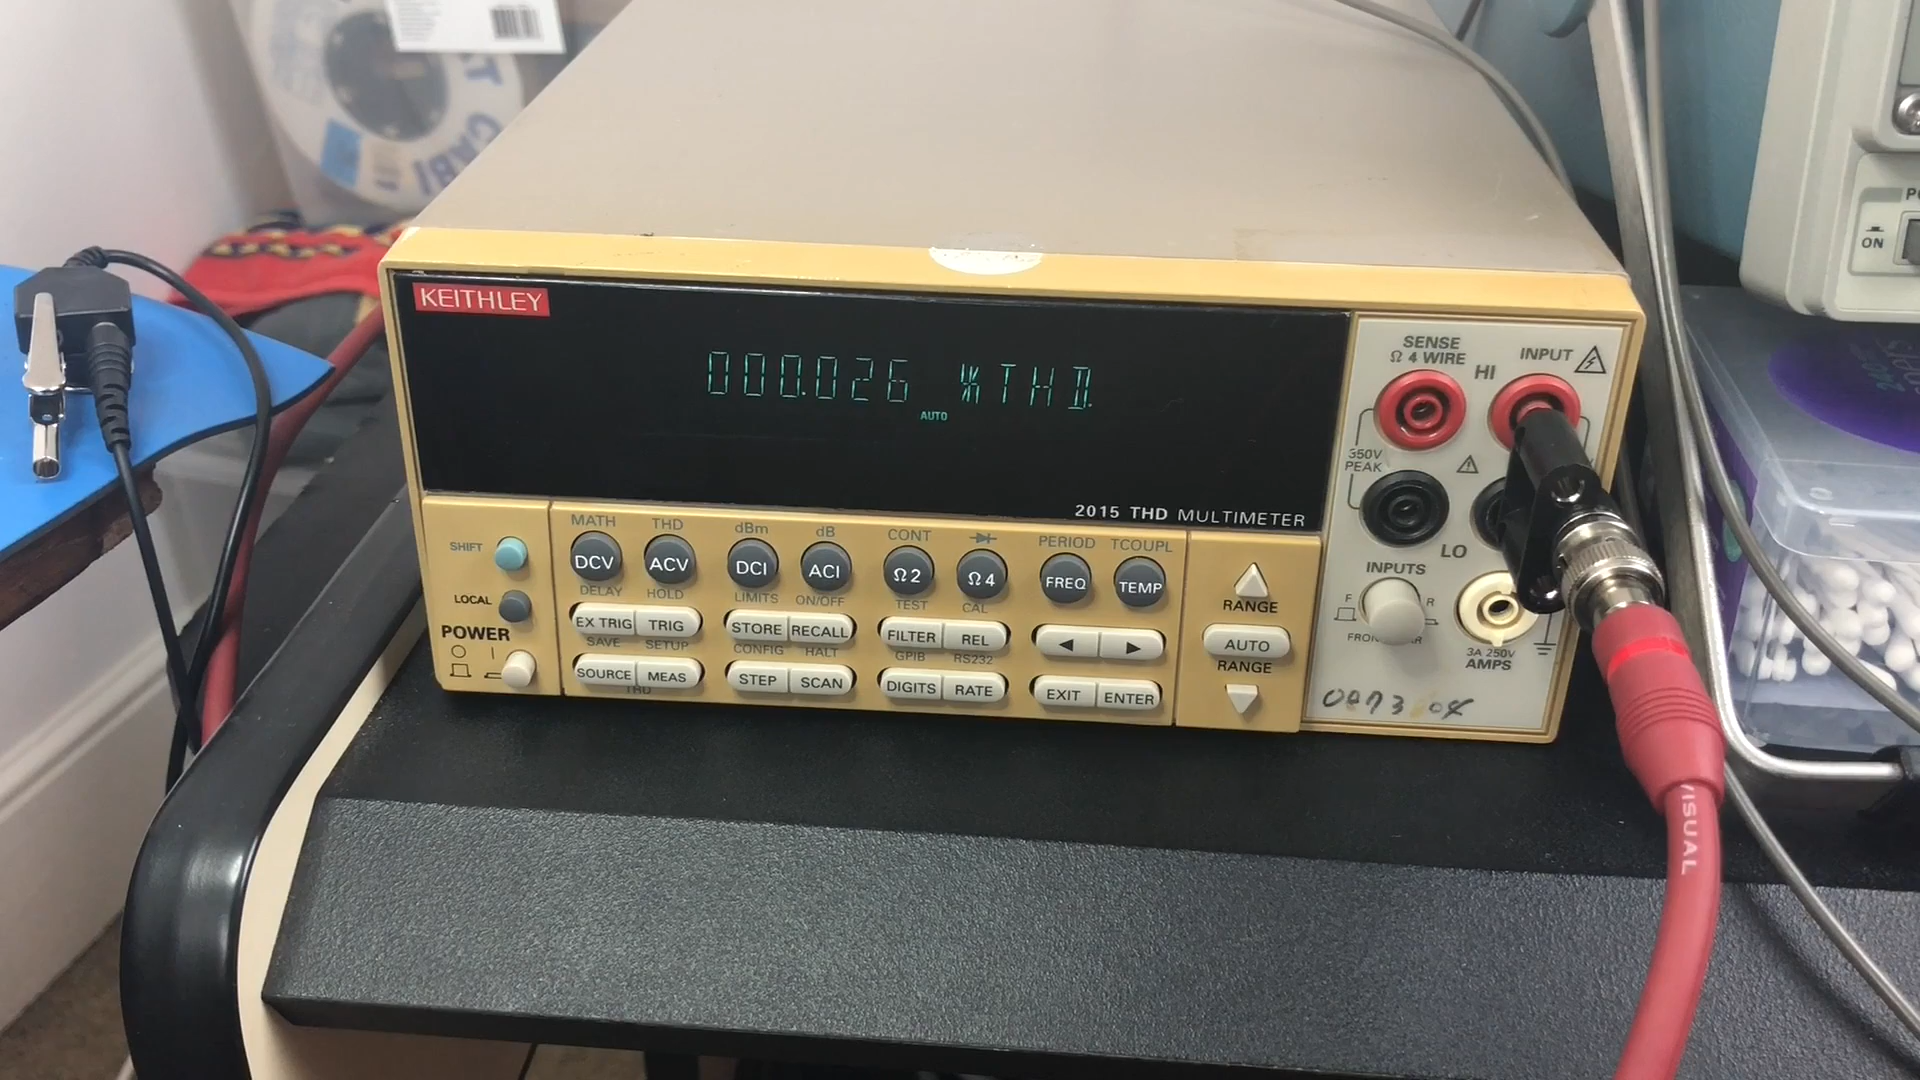 KEITHLEY
000.026 %THD
AUTO
2015 THD MULTIMETER
SENSE
Ω 4 WIRE
INPUT
HI
350V
PEAK
LO
INPUTS
F
R
3A 250V
AMPS
MATH THD dBm dB CONT PERIOD TCOUPL
SHIFT
DCV ACV DCI ACI Ω2 Ω4 FREQ TEMP
DELAY HOLD LIMITS ON/OFF TEST CAL
LOCAL
EX TRIG TRIG STORE RECALL FILTER REL ◀ ▶
POWER
SAVE SETUP CONFIG HALT GPIB RS232
SOURCE MEAS STEP SCAN DIGITS RATE EXIT ENTER
RANGE
AUTO
RANGE
ON